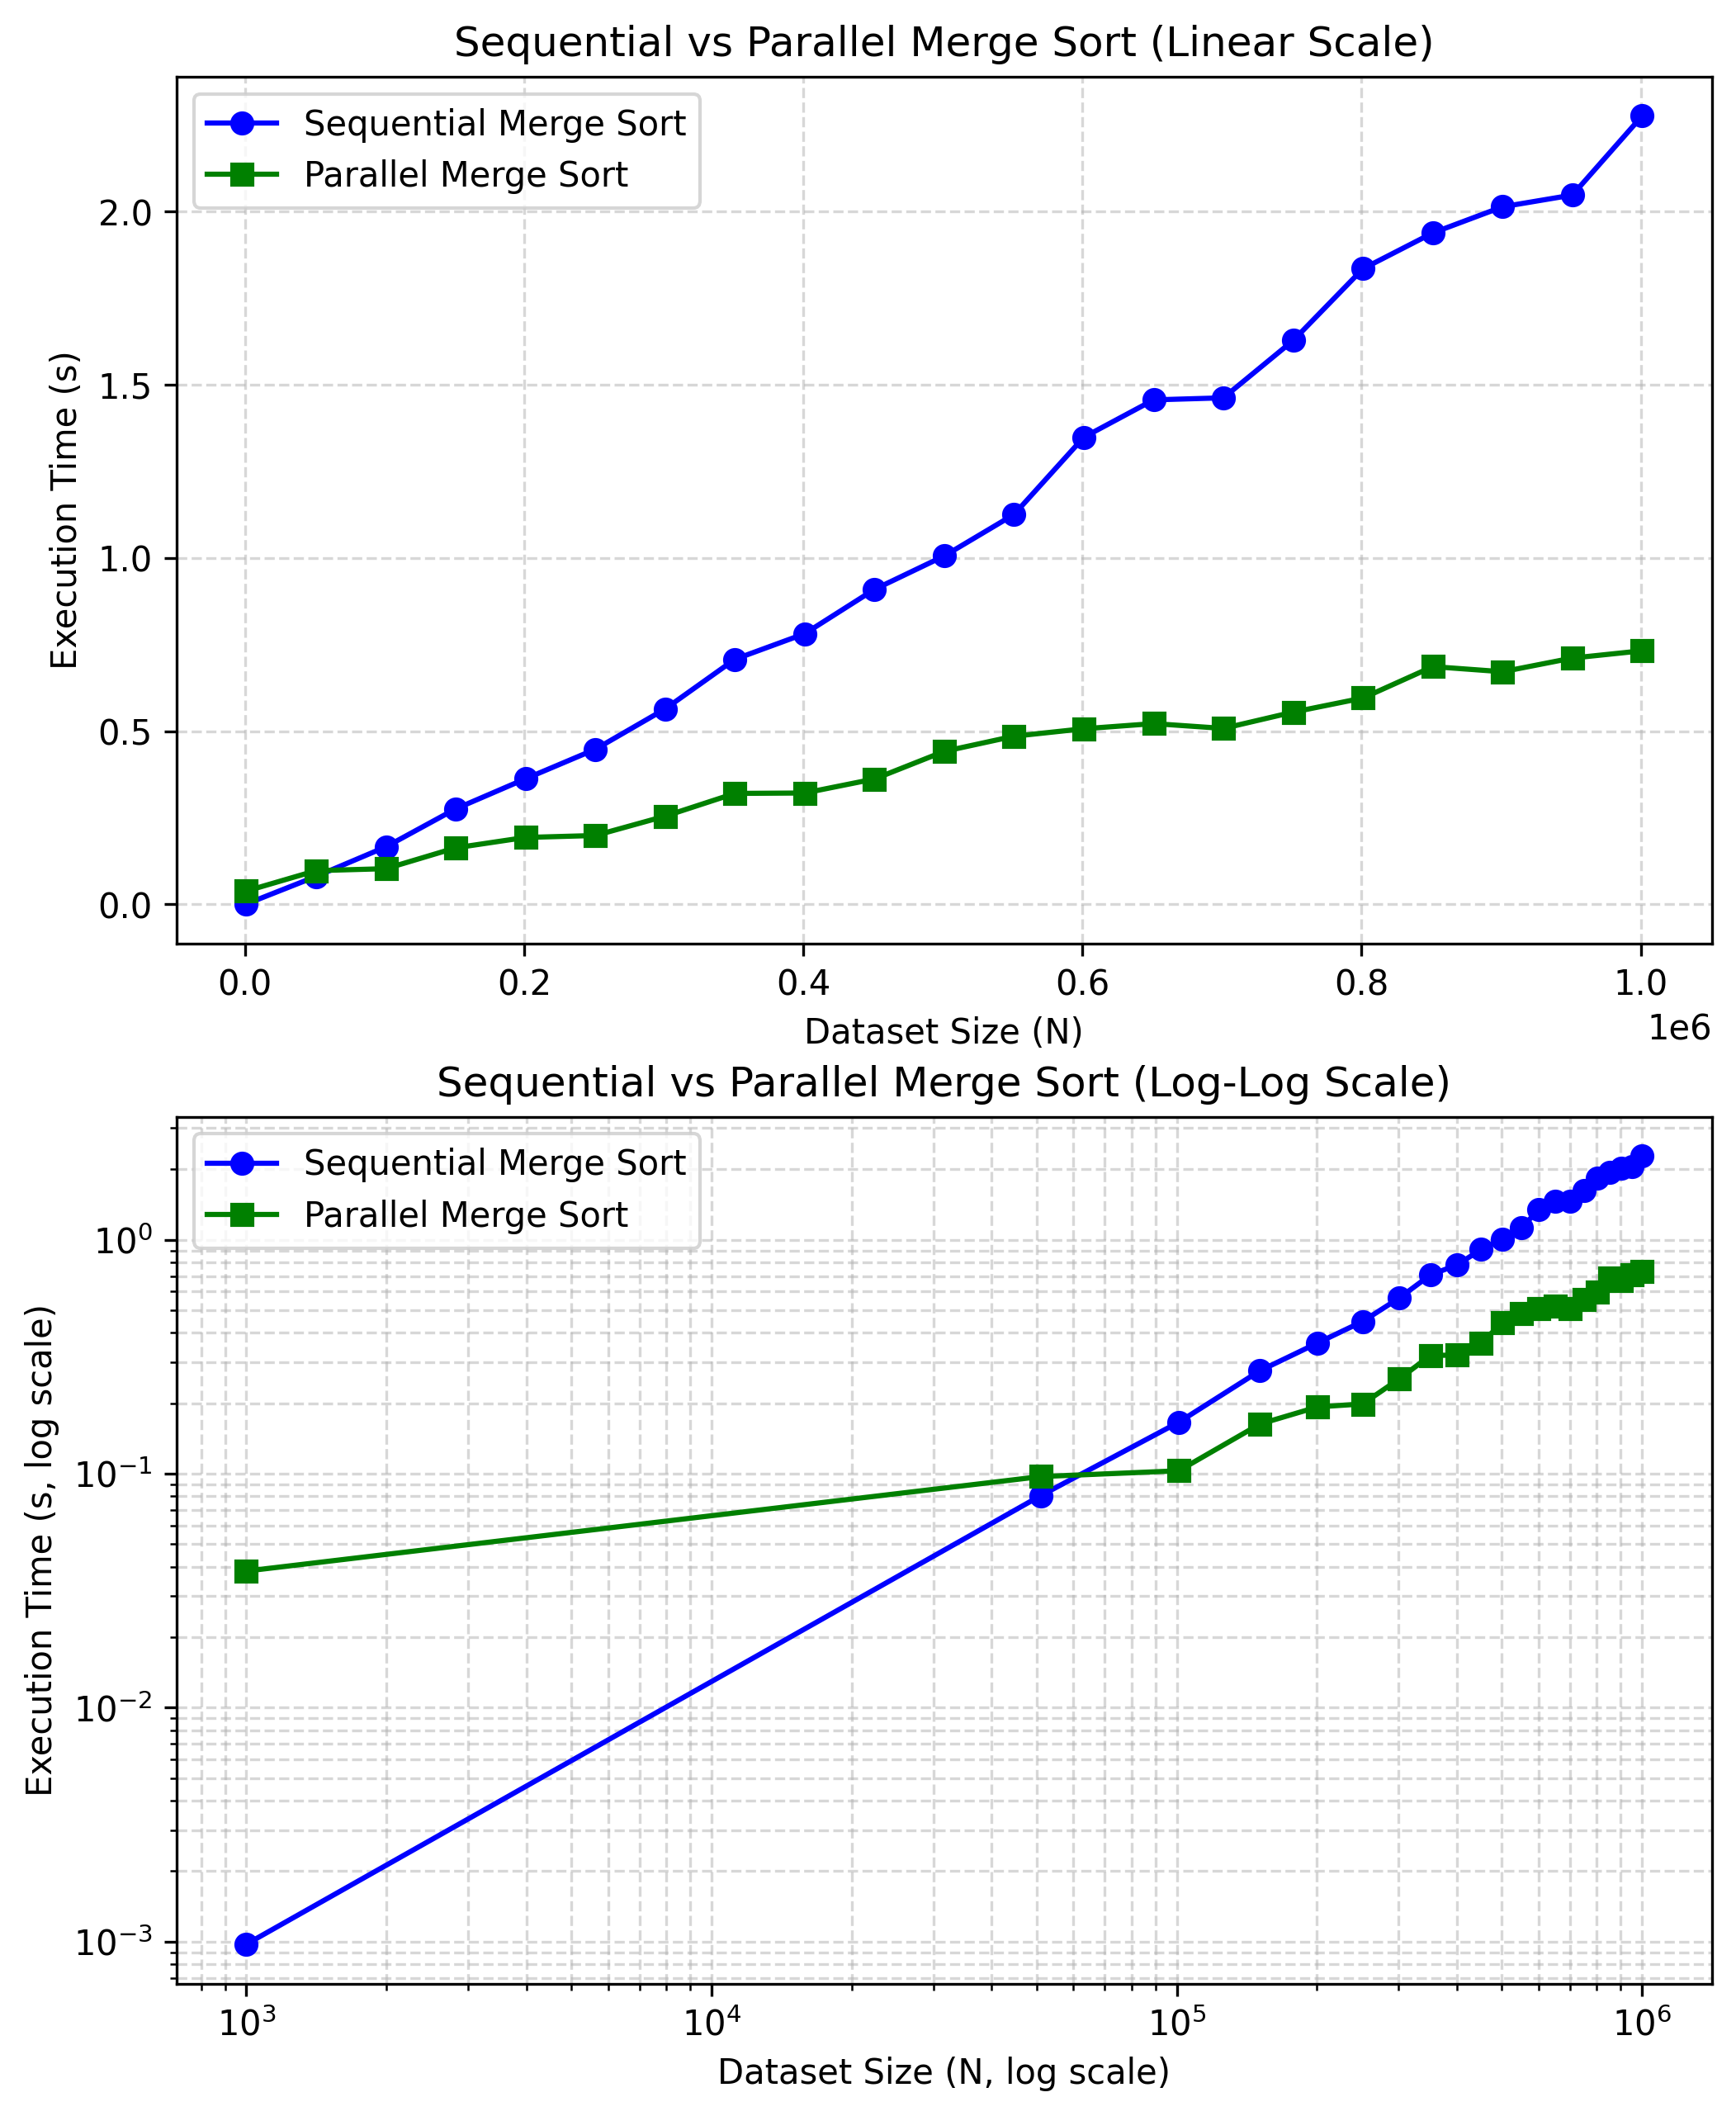 Sequential vs Parallel Merge Sort (Linear Scale)
Sequential Merge Sort
Parallel Merge Sort
Execution Time (s)
2.0
1.5
1.0
0.5
0.0
0.0 0.2 0.4 0.6 0.8 1.0
1e6
Dataset Size (N)
Sequential vs Parallel Merge Sort (Log-Log Scale)
Sequential Merge Sort
Parallel Merge Sort
Execution Time (s, log scale)
10⁰
10⁻¹
10⁻²
10⁻³
10³ 10⁴ 10⁵ 10⁶
Dataset Size (N, log scale)